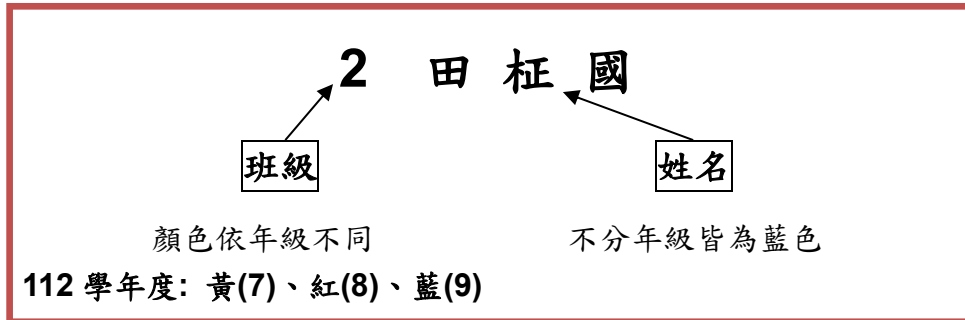 2 田 柾 國
班級 姓名
顏色依年級不同 不分年級皆為藍色
112 學年度: 黃(7)、紅(8)、藍(9)